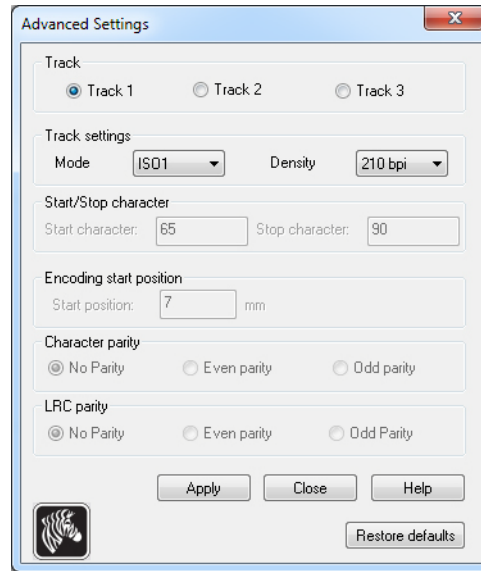 Advanced Settings
Track
Track 1 Track 2 Track 3
Track settings
Mode ISO1 Density 210 bpi
Start/Stop character
Start character: 65 Stop character: 90
Encoding start position
Start position: 7 mm
Character parity
No Parity Even parity Odd parity
LRC parity
No Parity Even parity Odd Parity
Apply Close Help
Restore defaults